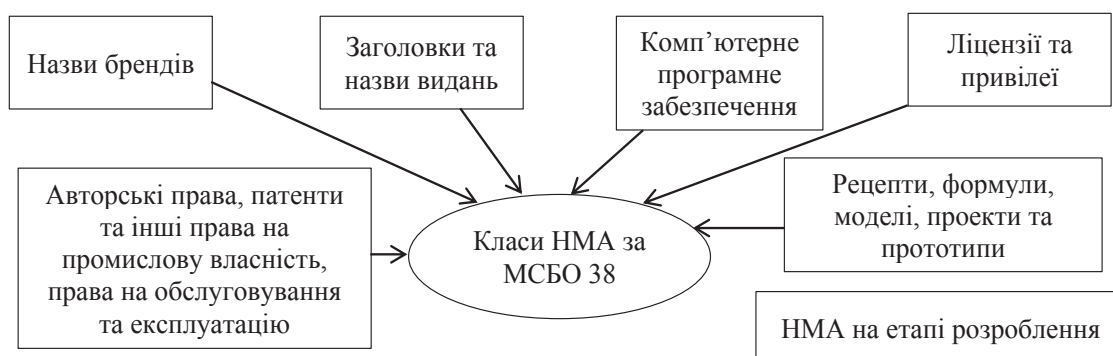 Назви брендів
Заголовки та
назви видань
Комп’ютерне
програмне
забезпечення
Ліцензії та
привілеї
Авторські права, патенти
та інші права на
промислову власність,
права на обслуговування
та експлуатацію
Класи НМА за
МСБО 38
Рецепти, формули,
моделі, проекти та
прототипи
НМА на етапі розроблення